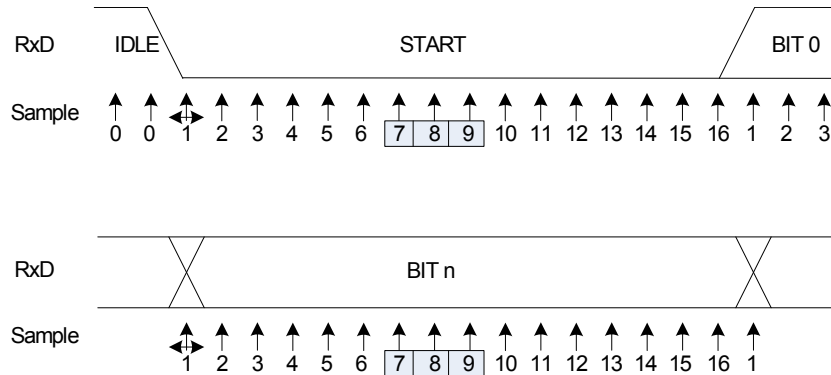 RxD IDLE START BIT 0
Sample
0 0 1 2 3 4 5 6 7 8 9 10 11 12 13 14 15 16 1 2 3
RxD BIT n
Sample
1 2 3 4 5 6 7 8 9 10 11 12 13 14 15 16 1